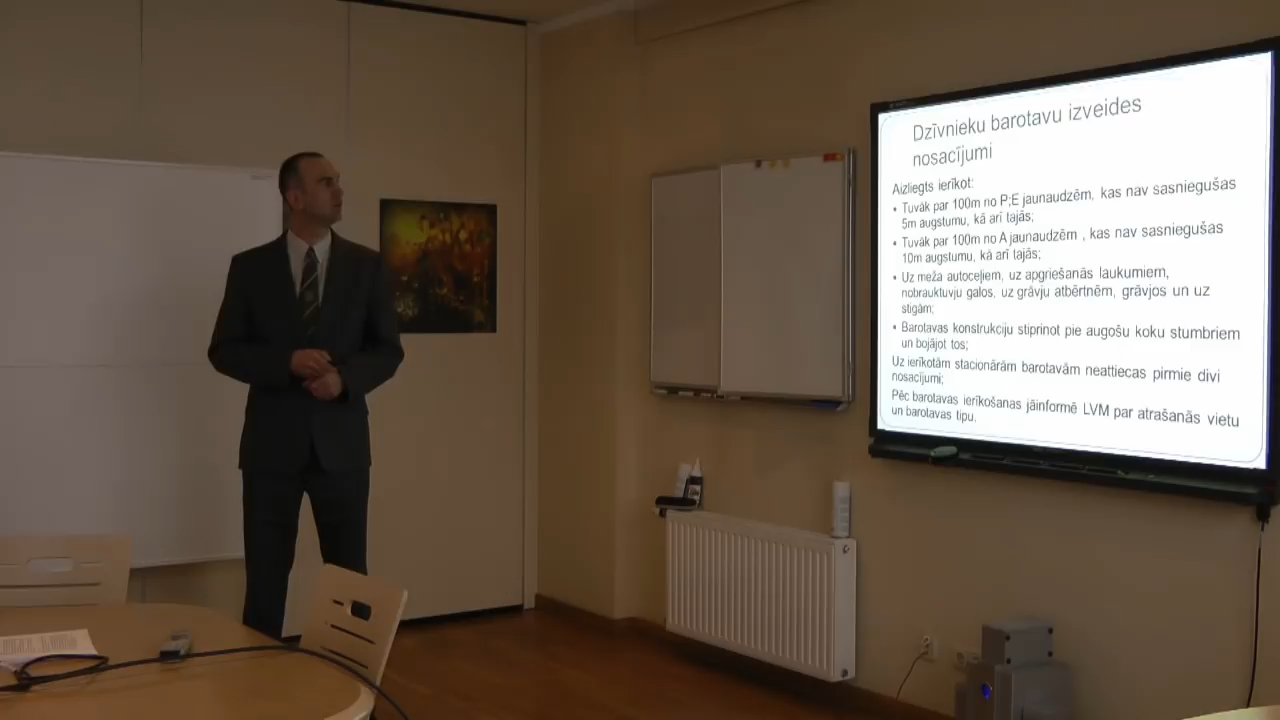 Dzīvnieku barotavu izveides
nosacījumi
Aizliegts ierīkot:
• Tuvāk par 100m no P;E jaunaudzēm, kas nav sasniegušas
5m augstumu, kā arī tajās;
• Tuvāk par 100m no A jaunaudzēm , kas nav sasniegušas
10m augstumu, kā arī tajās;
• Uz meža autoceļiem, uz apgriešanās laukumiem,
nobrauktuvju galos, uz grāvju atbērtnēm, grāvjos un uz
stigām;
• Barotavas konstrukciju stiprinot pie augošu koku stumbriem
un bojājot tos;
Uz ierīkotām stacionārām barotavām neattiecas pirmie divi
nosacījumi;
Pēc barotavas ierīkošanas jāinformē LVM par atrašanās vietu
un barotavas tipu.